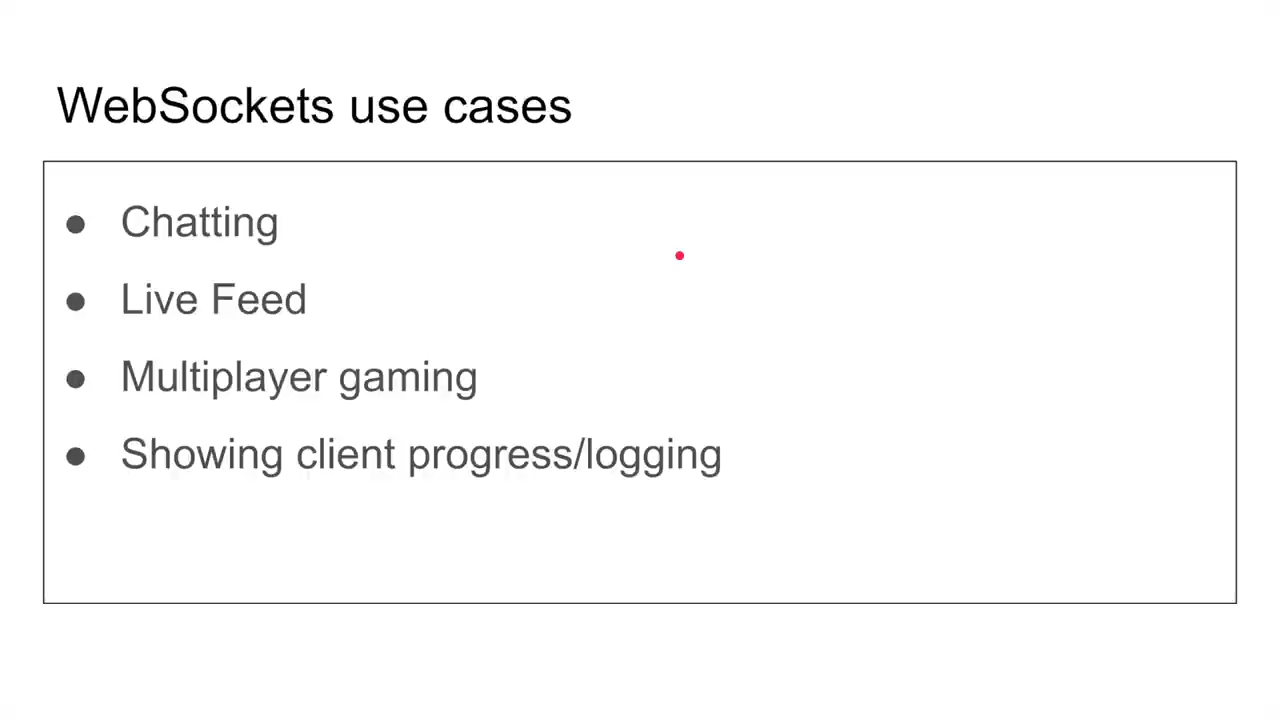 WebSockets use cases
● Chatting
● Live Feed
● Multiplayer gaming
● Showing client progress/logging